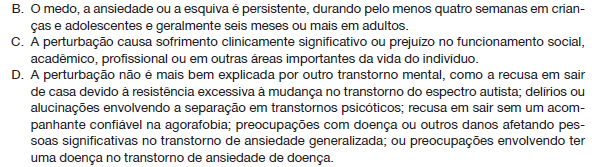 B. O medo, a ansiedade ou a esquiva é persistente, durando pelo menos quatro semanas em crian-
ças e adolescentes e geralmente seis meses ou mais em adultos.
C. A perturbação causa sofrimento clinicamente significativo ou prejuízo no funcionamento social,
acadêmico, profissional ou em outras áreas importantes da vida do indivíduo.
D. A perturbação não é mais bem explicada por outro transtorno mental, como a recusa em sair
de casa devido à resistência excessiva à mudança no transtorno do espectro autista; delírios ou
alucinações envolvendo a separação em transtornos psicóticos; recusa em sair sem um acom-
panhante confiável na agorafobia; preocupações com doença ou outros danos afetando pes-
soas significativas no transtorno de ansiedade generalizada; ou preocupações envolvendo ter
uma doença no transtorno de ansiedade de doença.